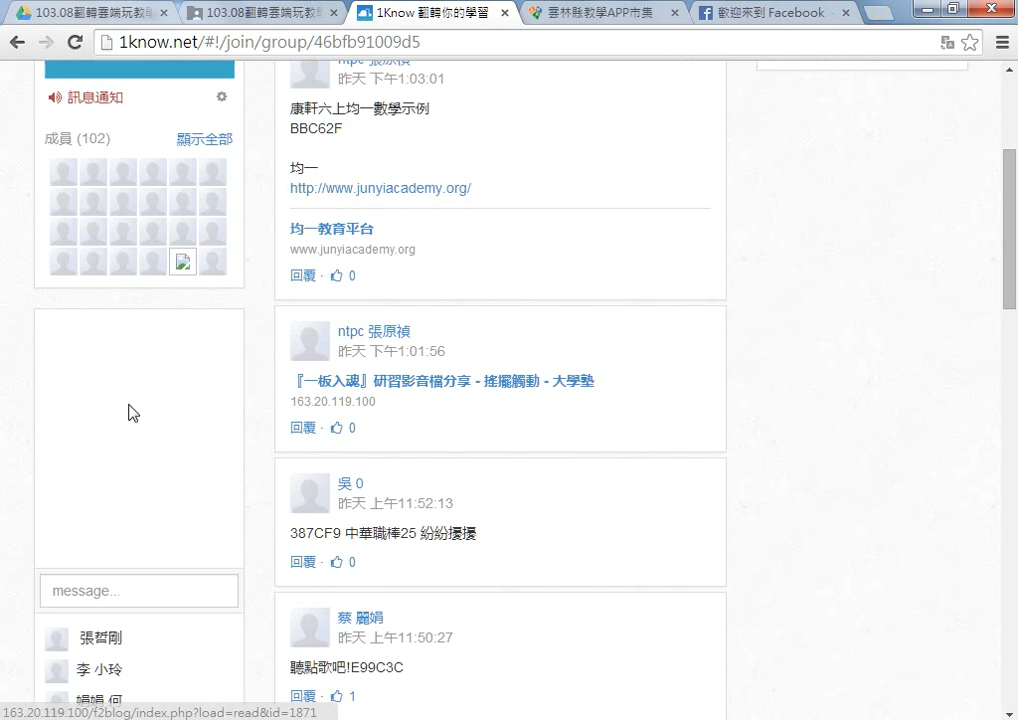 103.08翻轉雲端玩教學
103.08翻轉雲端玩教
1Know 翻轉你的學習
雲林縣教學APP市集
歡迎來到 Facebook
1know.net/#!/join/group/46bfb91009d5
訊息通知
成員 (102)
顯示全部
ntpc 張原禎
昨天 下午1:03:01
康軒六上均一數學示例
BBC62F
均一
http://www.junyiacademy.org/
均一教育平台
www.junyiacademy.org
回覆 · 0
ntpc 張原禎
昨天 下午1:01:56
『一板入魂』研習影音檔分享 - 搖擺觸動 - 大學塾
163.20.119.100
回覆 · 0
吳 0
昨天 上午11:52:13
387CF9 中華職棒25 紛紛擾擾
回覆 · 0
蔡 麗娟
昨天 上午11:50:27
聽點歌吧!E99C3C
回覆 · 1
message...
張哲剛
李 小玲
娟娟 何
163.20.119.100/f2blog/index.php?load=read&id=1871